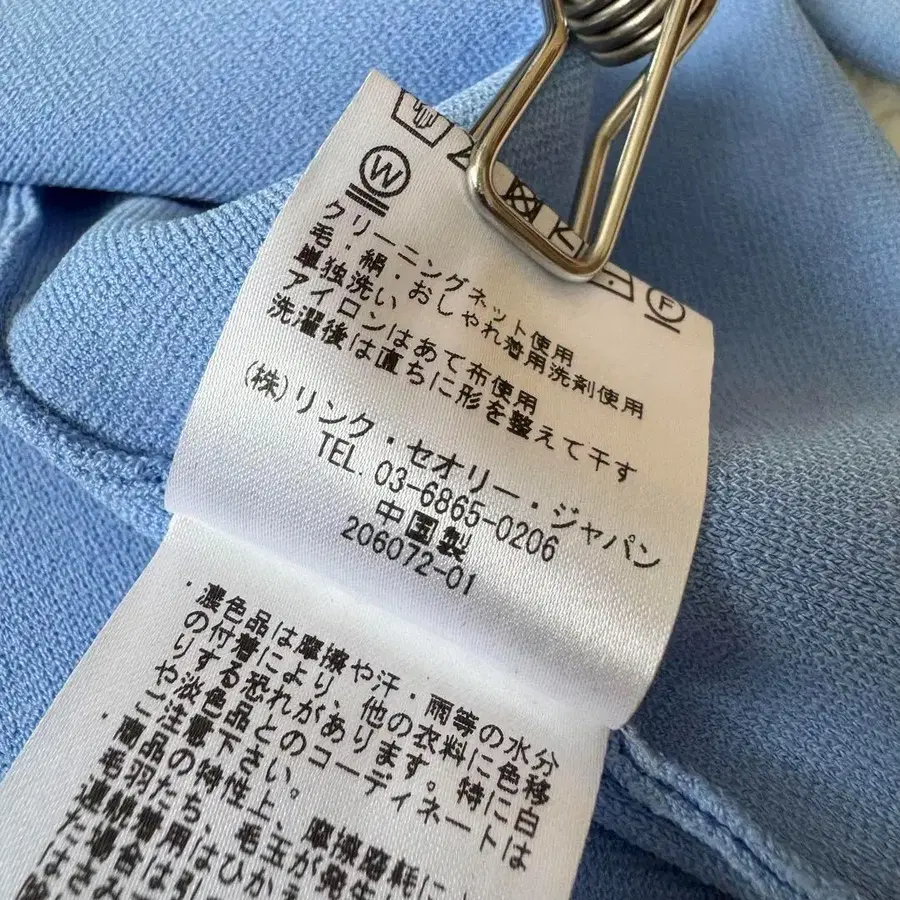 W
F
クリーニングネット使用
毛・絹・おしゃれ着用洗剤使用
単独洗い
アイロンはあて布使用
洗濯後は直ちに形を整えて干す
(株)リンク・セオリー・ジャパン
TEL. 03-6865-0206
中国製
206072-01
・濃色品は摩擦や汗・雨等の水分
の付着により、他の衣料に色移
りする恐れがあります。特に白
や淡色品とのコーディネートは
ご注意下さい。
・商品の特性上、摩擦摩耗に
毛羽たち、毛玉が発生
連続着用は